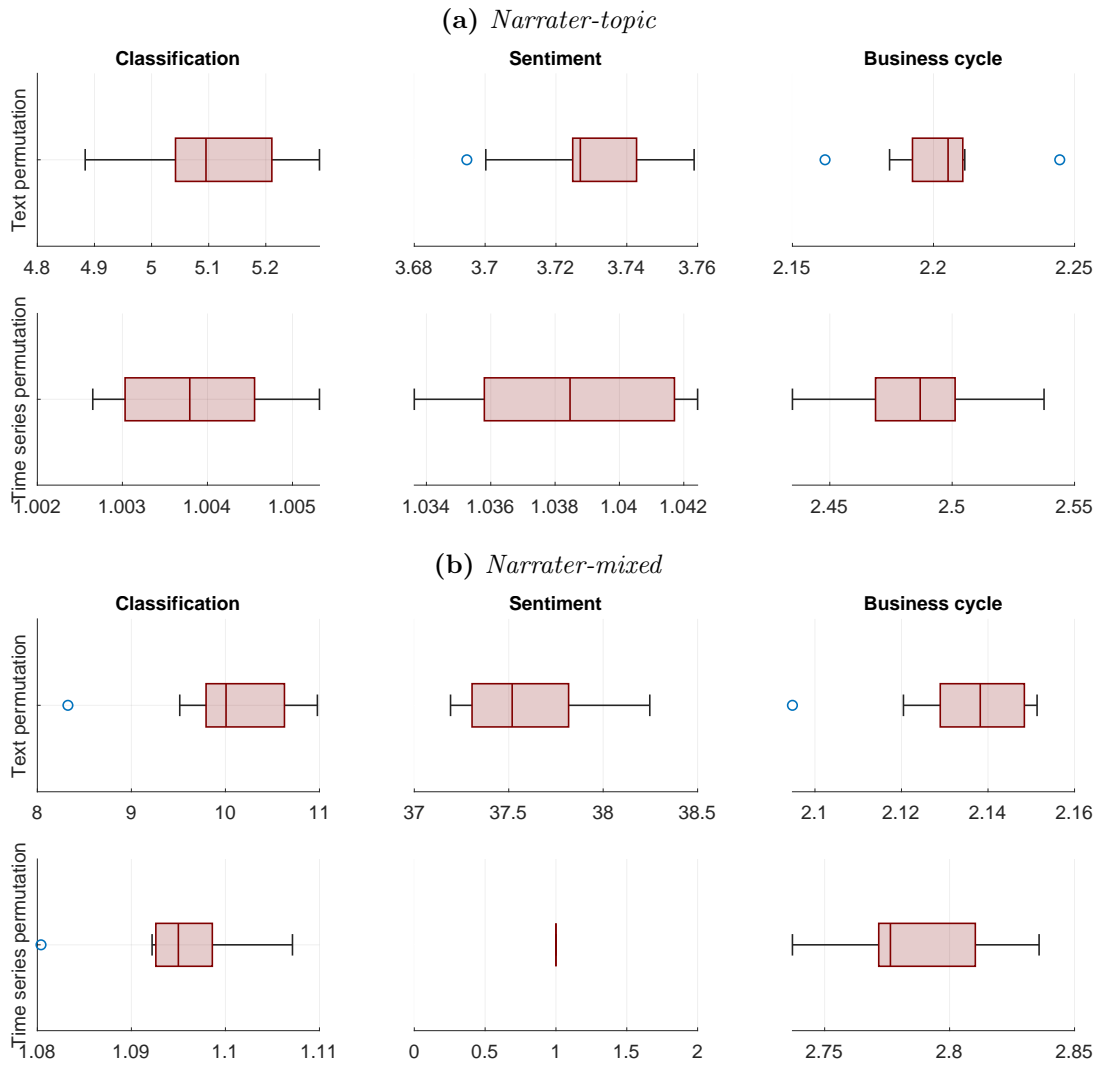 (a) Narrater-topic
Classification Sentiment Business cycle
Text permutation
4.8 4.9 5 5.1 5.2 3.68 3.7 3.72 3.74 3.76 2.15 2.2 2.25
Time series permutation
1.002 1.003 1.004 1.005 1.034 1.036 1.038 1.04 1.042 2.45 2.5 2.55
(b) Narrater-mixed
Classification Sentiment Business cycle
Text permutation
8 9 10 11 37 37.5 38 38.5 2.1 2.12 2.14 2.16
Time series permutation
1.08 1.09 1.1 1.11 0 0.5 1 1.5 2 2.75 2.8 2.85